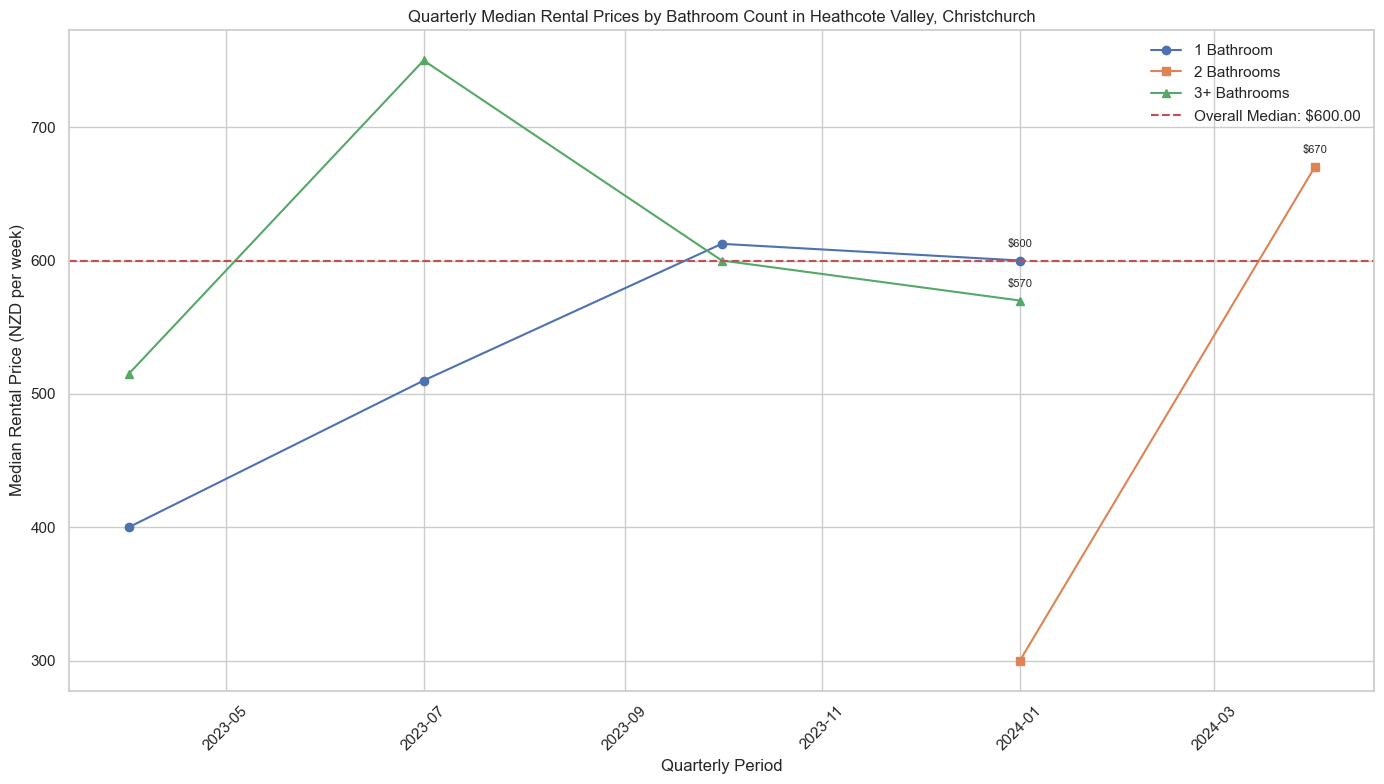 Quarterly Median Rental Prices by Bathroom Count in Heathcote Valley, Christchurch
1 Bathroom
2 Bathrooms
3+ Bathrooms
Overall Median: $600.00
$670
$600
$570
Median Rental Price (NZD per week)
700
600
500
400
300
2023-05
2023-07
2023-09
2023-11
2024-01
2024-03
Quarterly Period